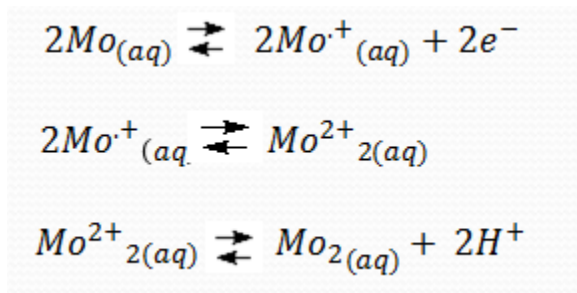 2Mo(aq) ⇄ 2Mo·⁺(aq) + 2e⁻
2Mo·⁺(aq ⇄ Mo²⁺2(aq)
Mo²⁺2(aq) ⇄ Mo2(aq) + 2H⁺